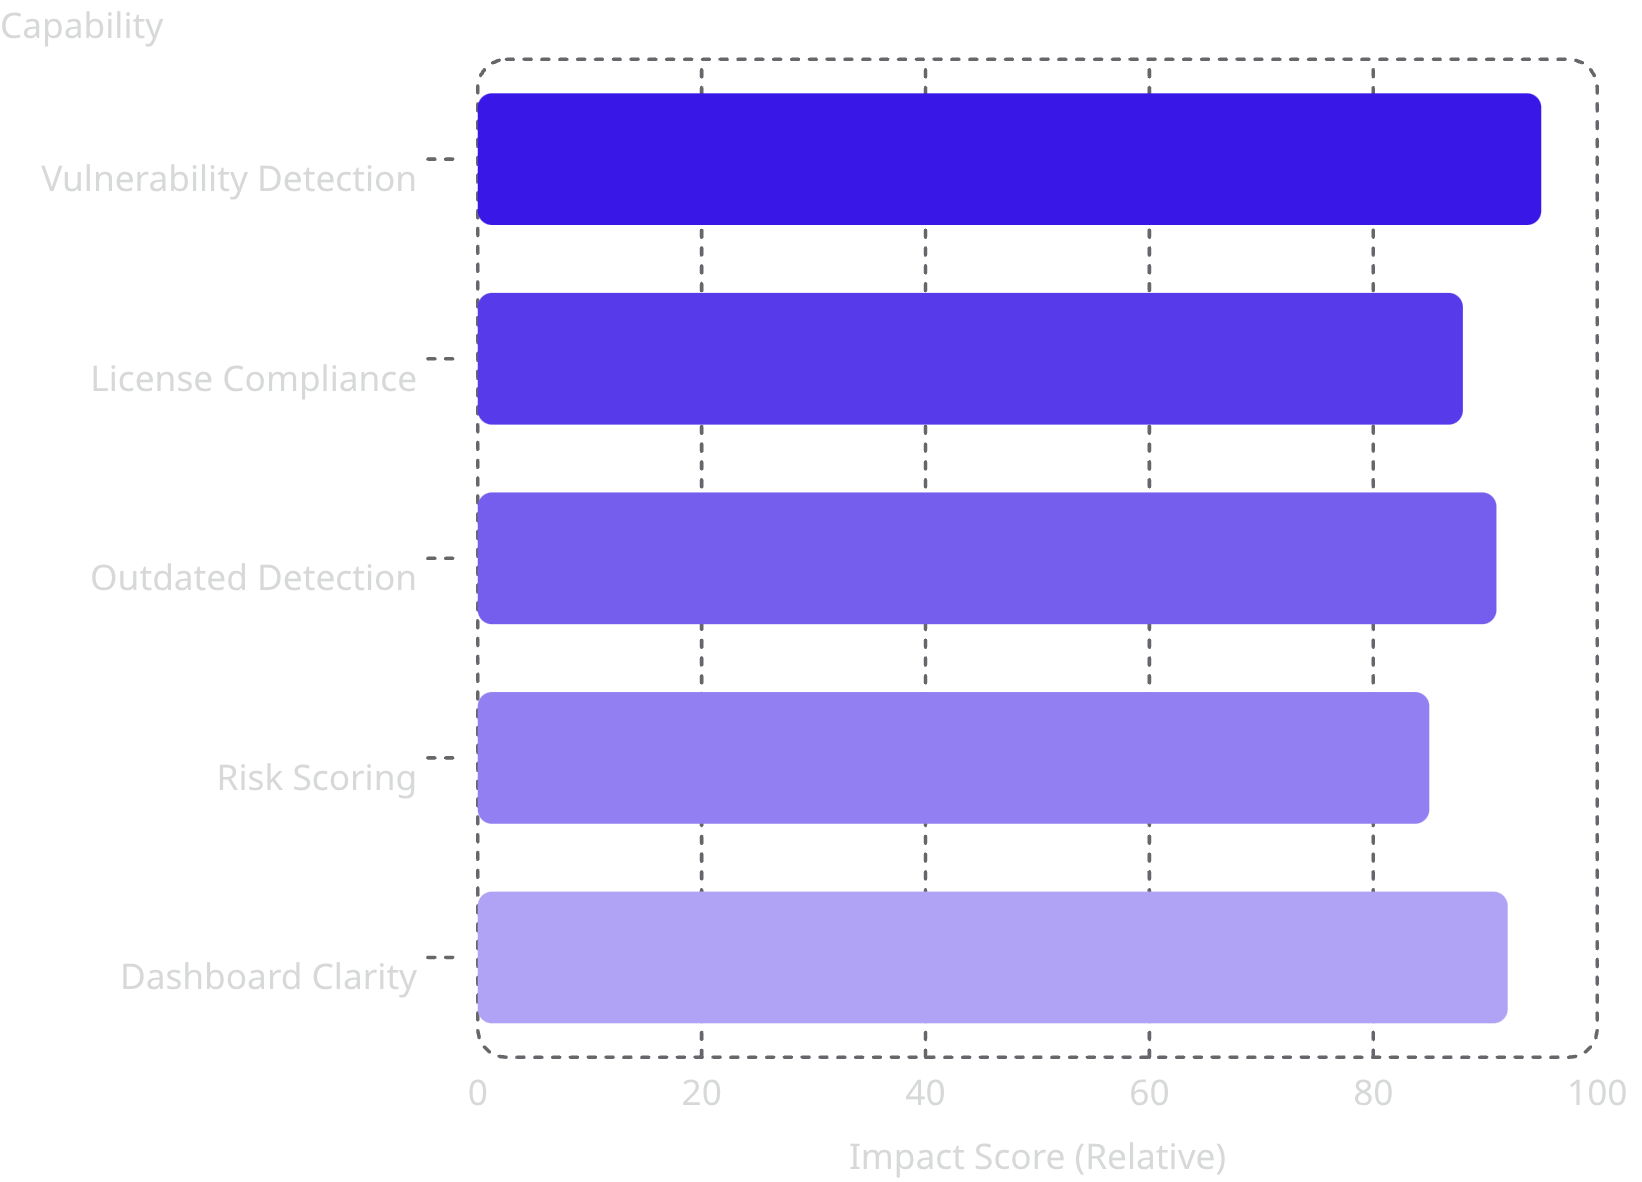 Capability
Vulnerability Detection
License Compliance
Outdated Detection
Risk Scoring
Dashboard Clarity
0 20 40 60 80 100
Impact Score (Relative)